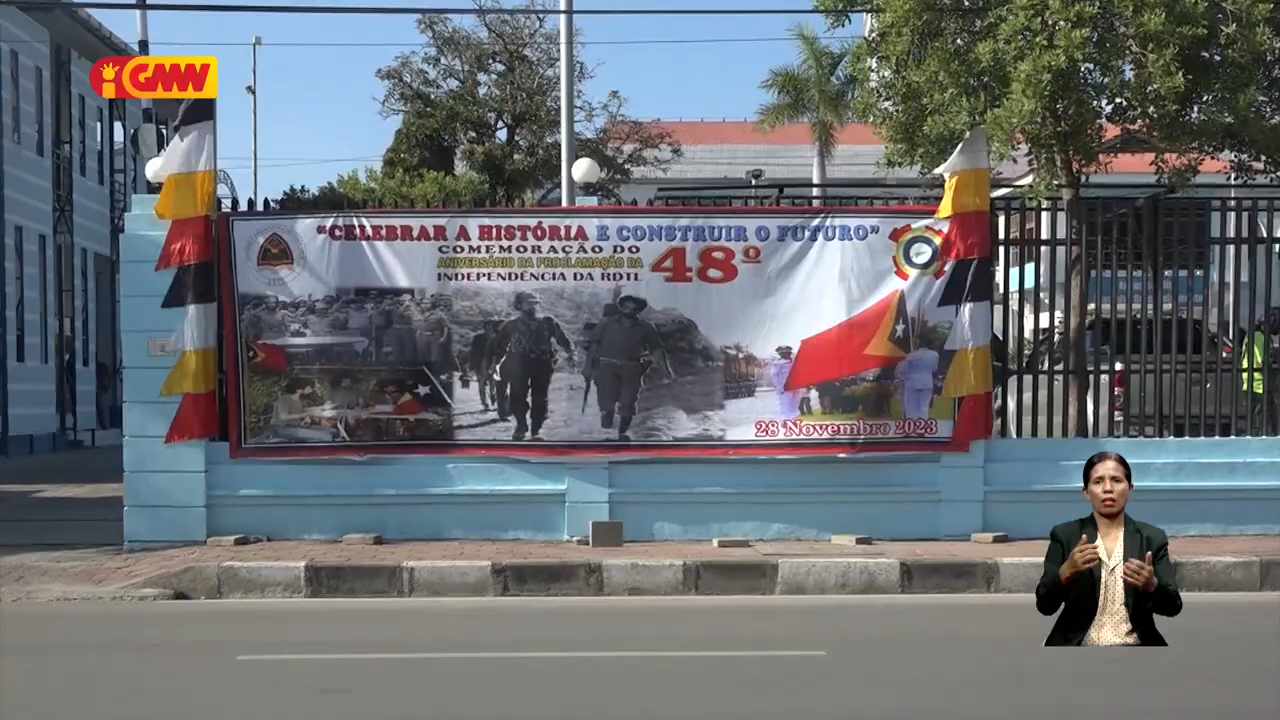 GMN
"CELEBRAR A HISTÓRIA E CONSTRUIR O FUTURO"
COMEMORAÇÃO DO
ANIVERSÁRIO DA PROCLAMAÇÃO DA
INDEPENDÊNCIA DA RDTL
48º
28 Novembro 2023